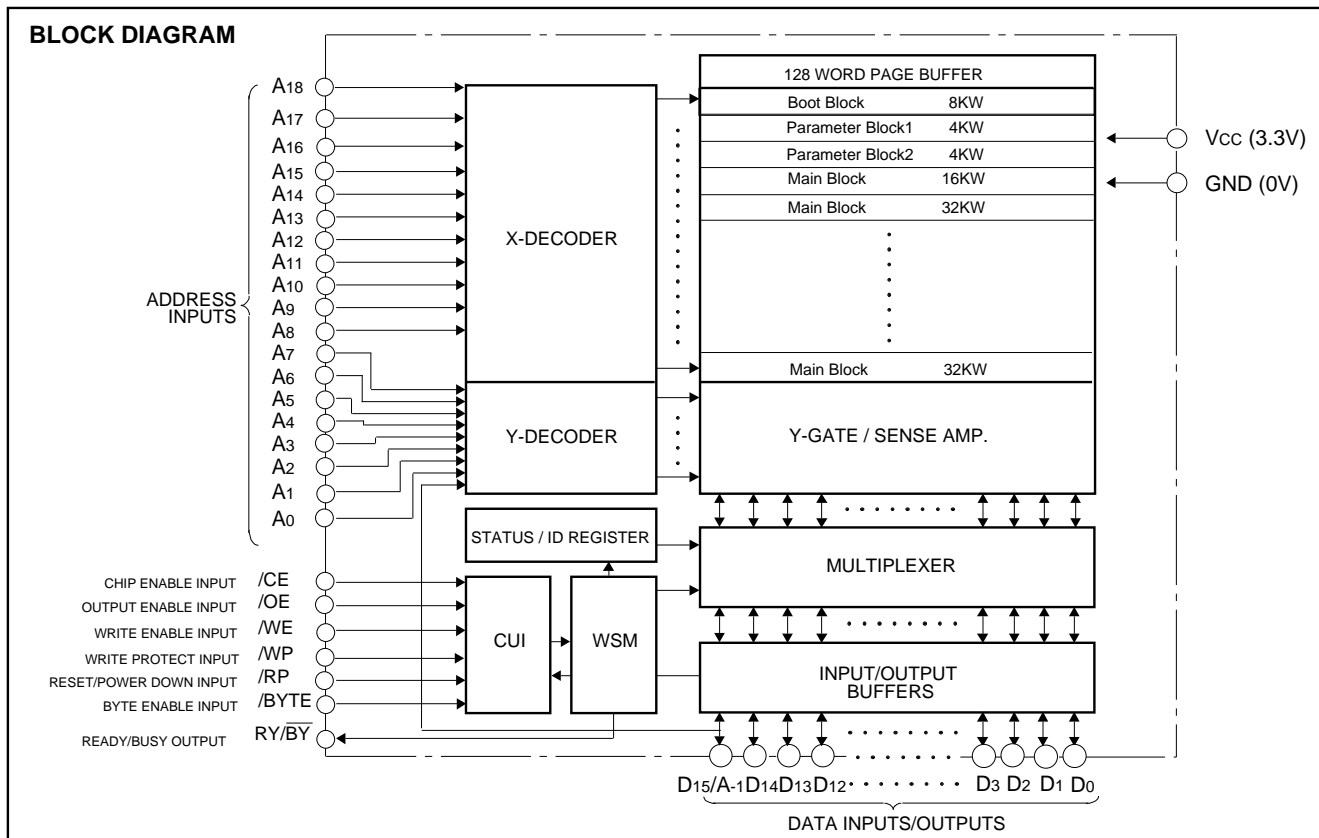 BLOCK DIAGRAM
128 WORD PAGE BUFFER
Boot Block 8KW
Parameter Block1 4KW
Parameter Block2 4KW
Main Block 16KW
Main Block 32KW
Main Block 32KW
VCC (3.3V)
GND (0V)
A18
A17
A16
A15
A14
A13
A12
A11
A10
A9
A8
A7
A6
A5
A4
A3
A2
A1
A0
ADDRESS
INPUTS
X-DECODER
Y-DECODER
Y-GATE / SENSE AMP.
STATUS / ID REGISTER
MULTIPLEXER
CHIP ENABLE INPUT /CE
OUTPUT ENABLE INPUT /OE
WRITE ENABLE INPUT /WE
WRITE PROTECT INPUT /WP
RESET/POWER DOWN INPUT /RP
BYTE ENABLE INPUT /BYTE
READY/BUSY OUTPUT RY/BY
CUI
WSM
INPUT/OUTPUT
BUFFERS
D15/A-1 D14 D13 D12 D3 D2 D1 D0
DATA INPUTS/OUTPUTS